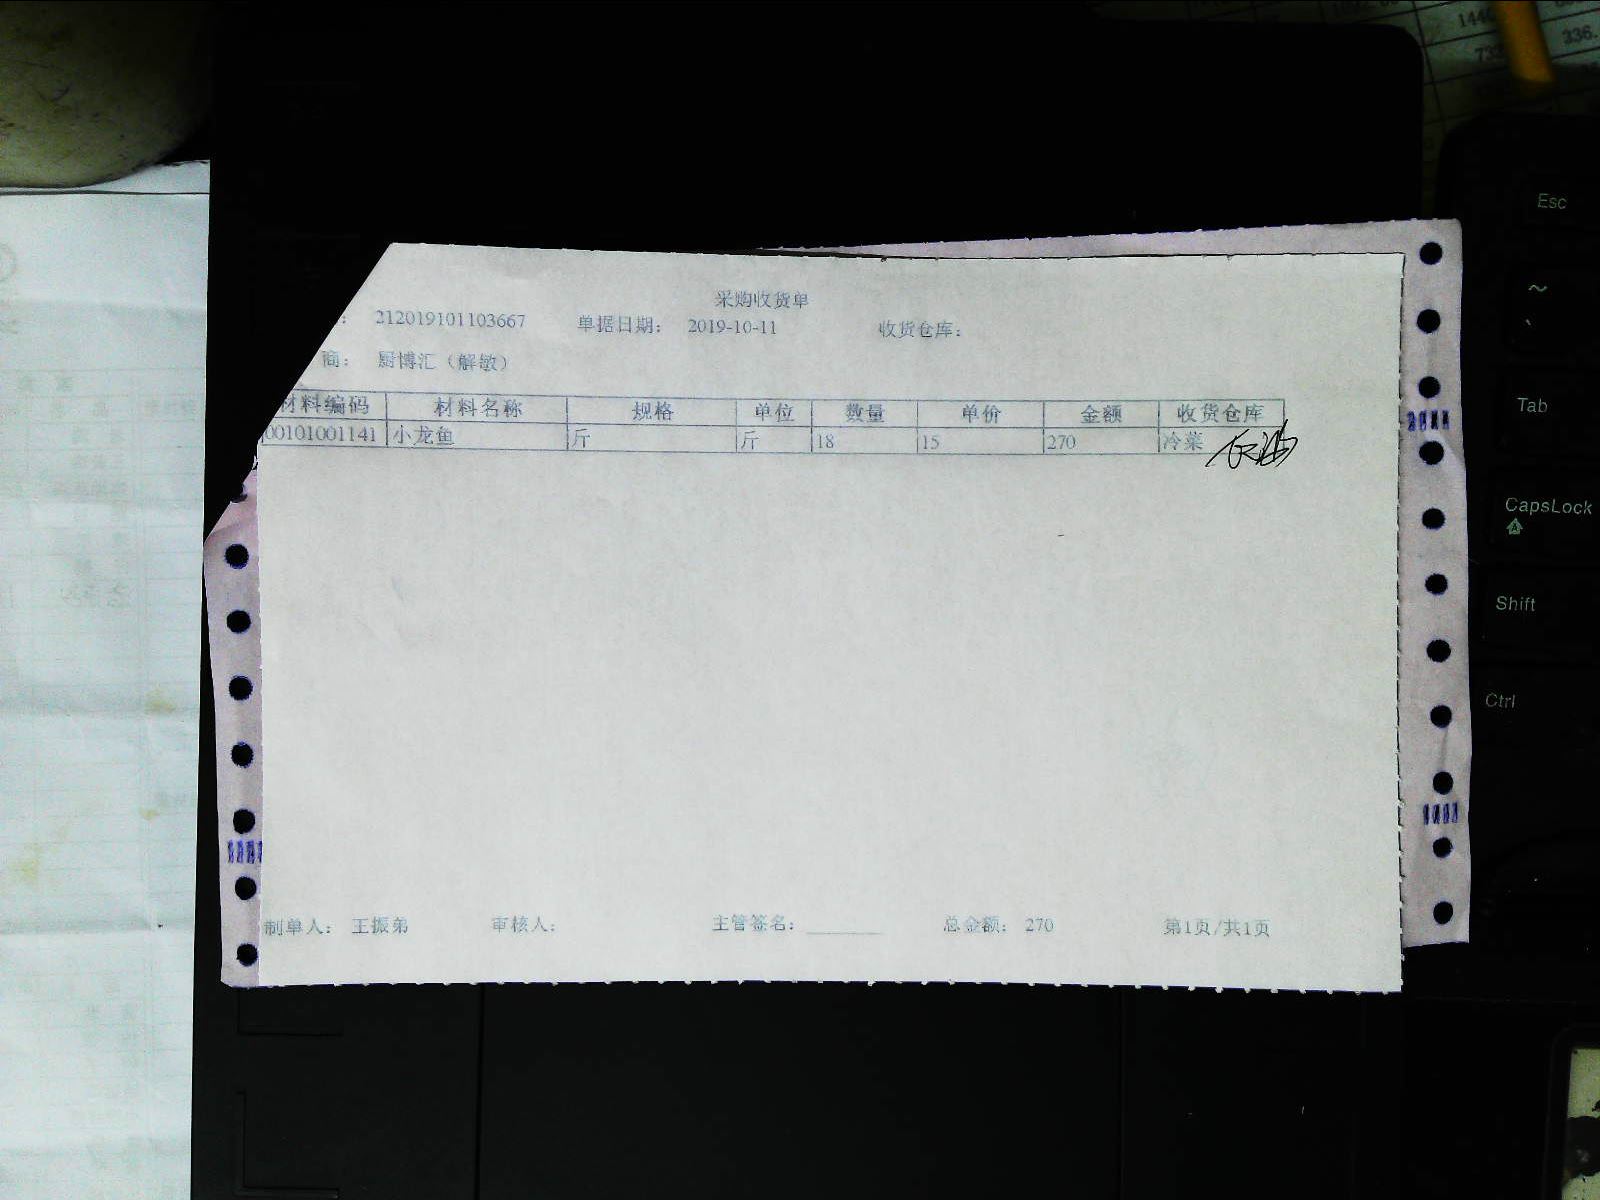 采购收货单
: 212019101103667 单据日期: 2019-10-11 收货仓库:
商: 厨博汇（解敏）
材料编码 材料名称 规格 单位 数量 单价 金额 收货仓库
00101001141 小龙鱼 斤 斤 18 15 270 冷菜
制单人: 王振弟 审核人: 主管签名: 总金额: 270 第1页/共1页
Esc
~
`
Tab
CapsLock
Shift
Ctrl